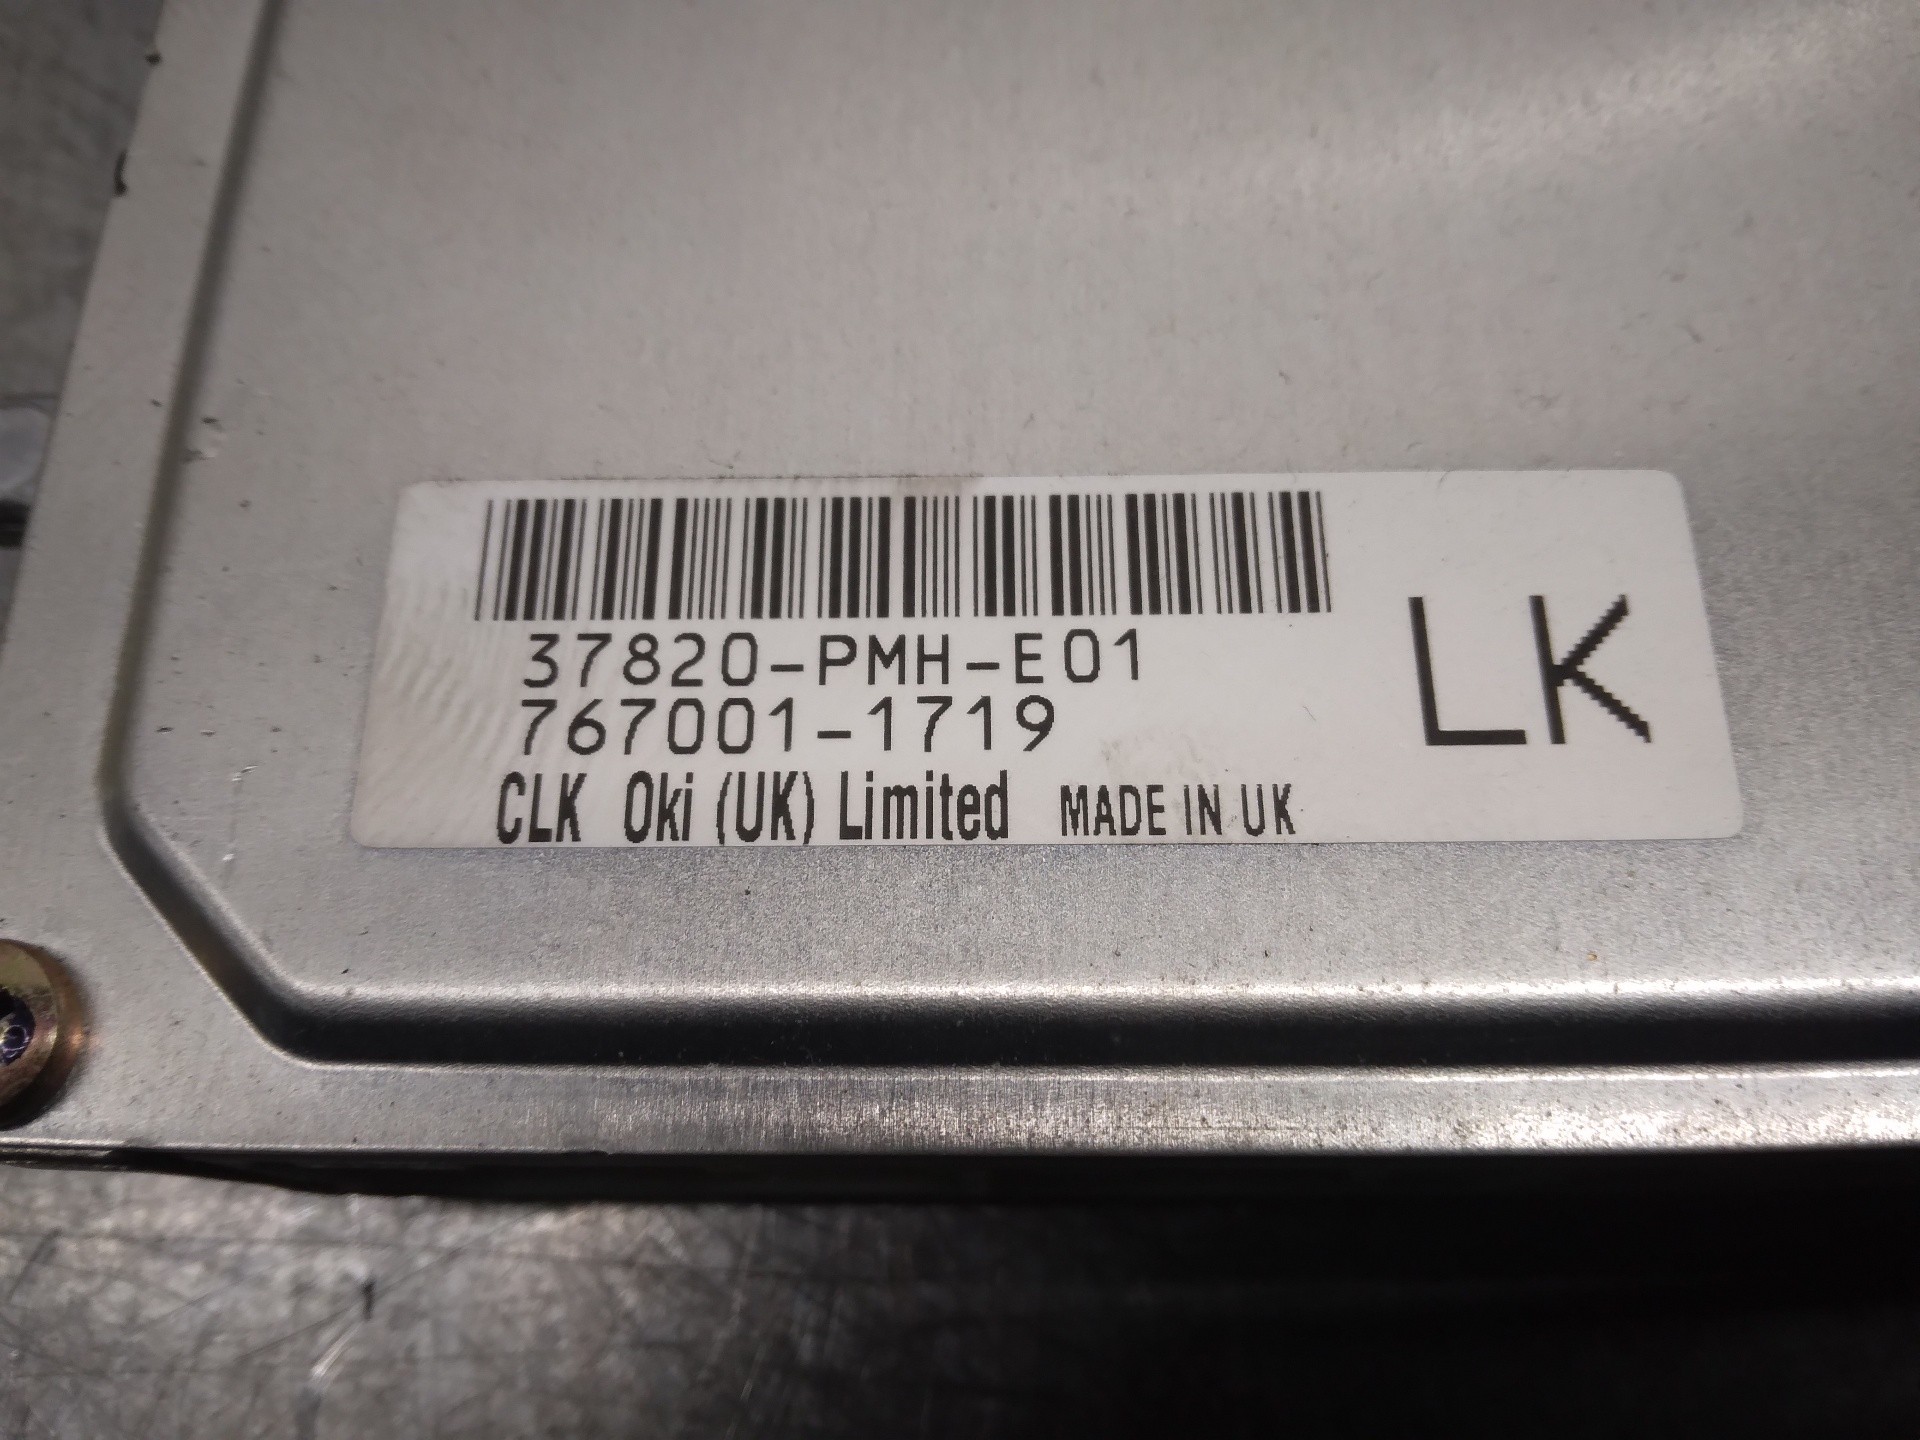 37820-PMH-E01
767001-1719
LK
CLK Oki (UK) Limited MADE IN UK